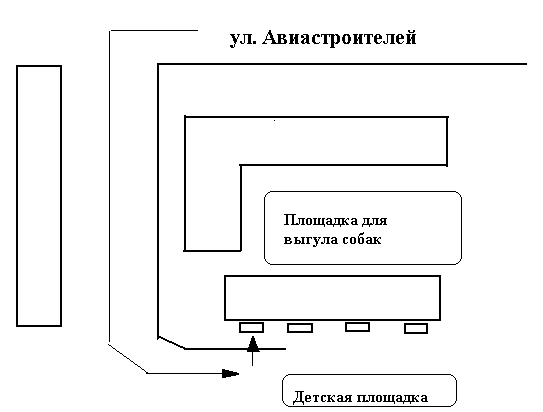 ул. Авиастроителей
Площадка для
выгула собак
Детская площадка